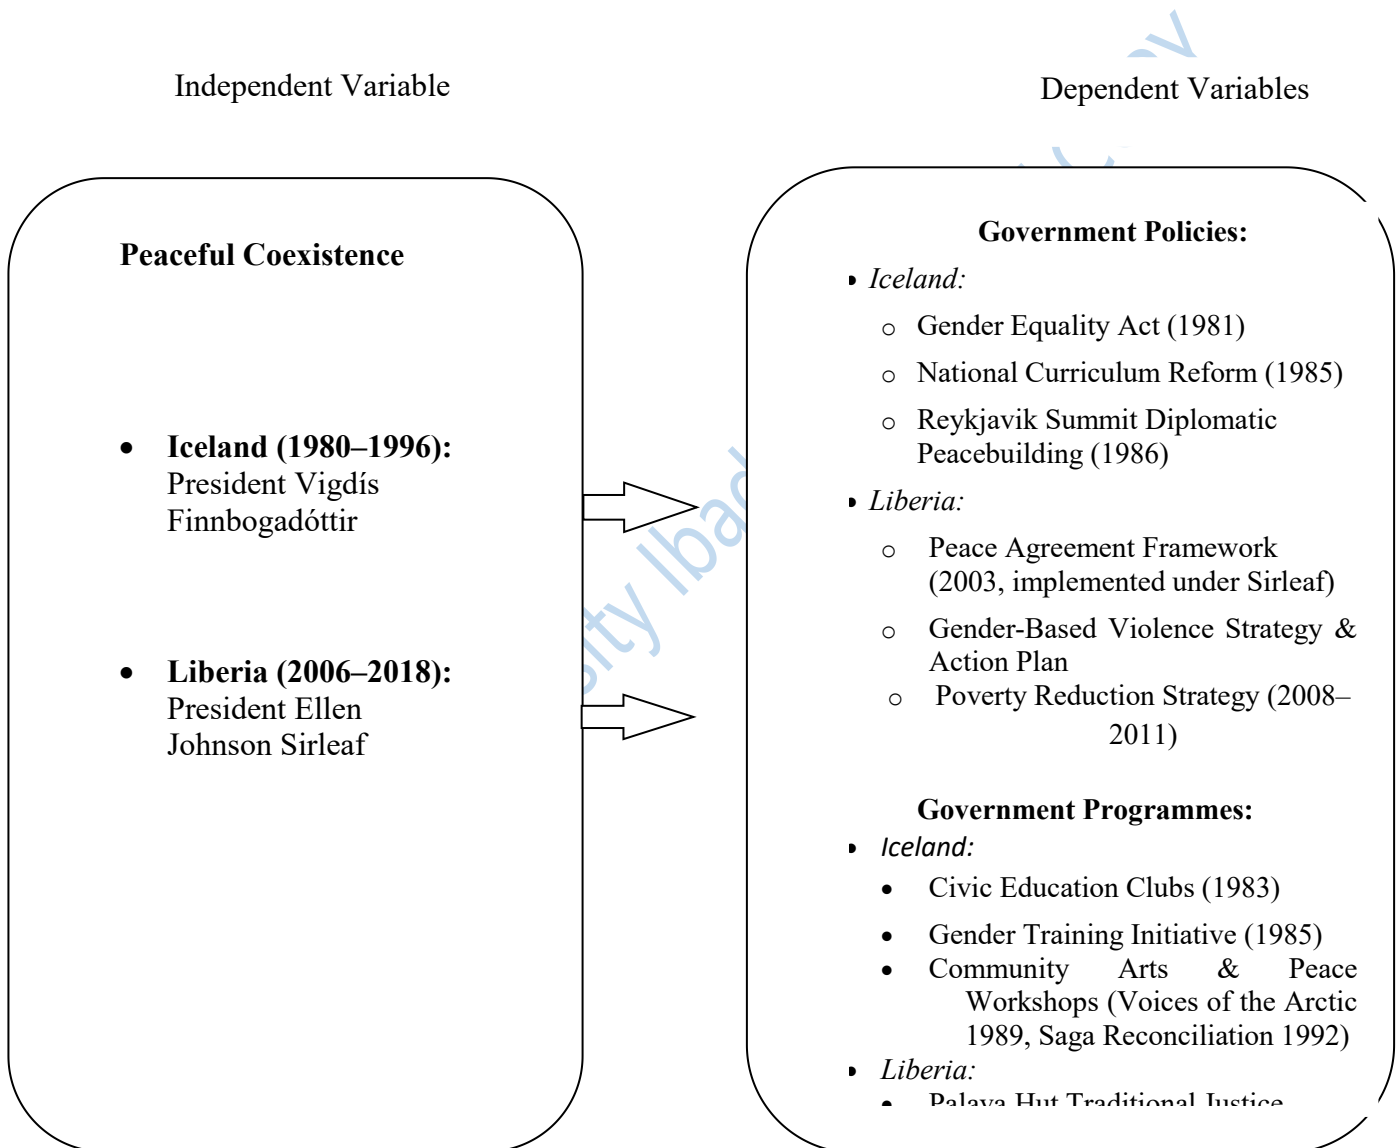 Independent Variable
Dependent Variables
Peaceful Coexistence
• Iceland (1980–1996):
President Vigdís
Finnbogadóttir
• Liberia (2006–2018):
President Ellen
Johnson Sirleaf
Government Policies:
• Iceland:
o Gender Equality Act (1981)
o National Curriculum Reform (1985)
o Reykjavik Summit Diplomatic
Peacebuilding (1986)
• Liberia:
o Peace Agreement Framework
(2003, implemented under Sirleaf)
o Gender-Based Violence Strategy &
Action Plan
o Poverty Reduction Strategy (2008–
2011)
Government Programmes:
• Iceland:
• Civic Education Clubs (1983)
• Gender Training Initiative (1985)
• Community Arts & Peace
Workshops (Voices of the Arctic
1989, Saga Reconciliation 1992)
• Liberia:
• Palava Hut Traditional Justice